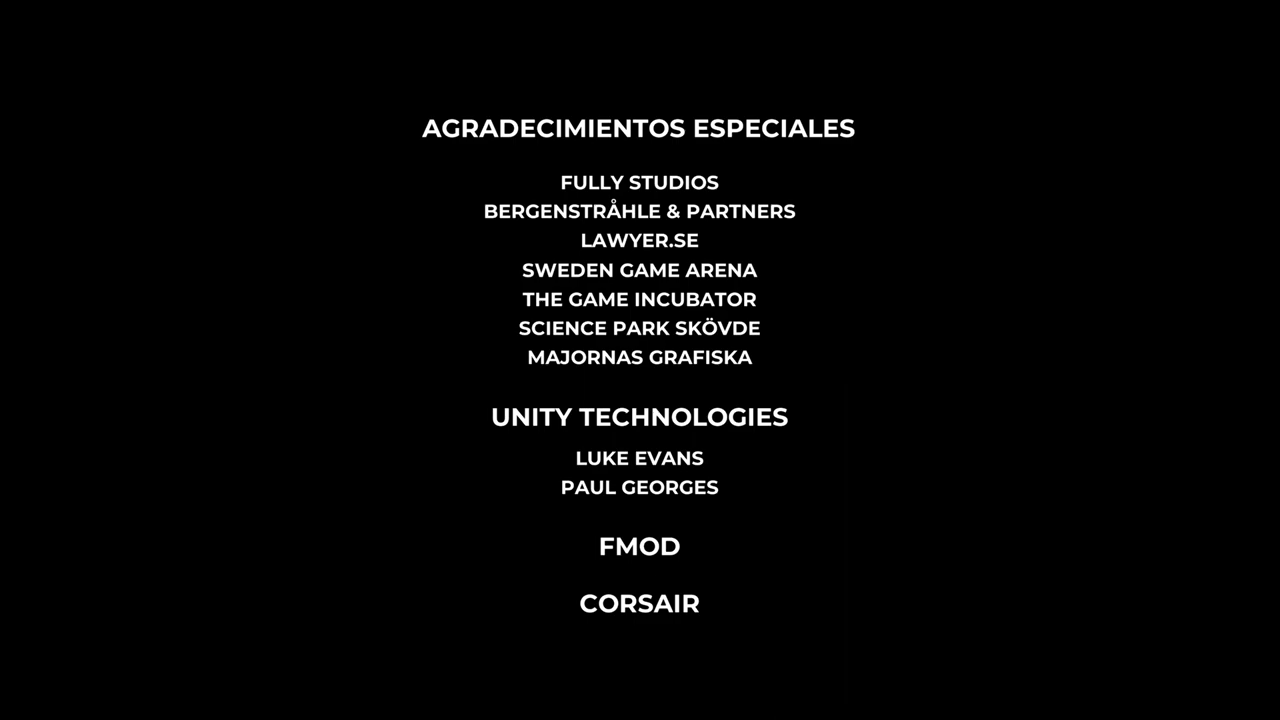 AGRADECIMIENTOS ESPECIALES
FULLY STUDIOS
BERGENSTRÅHLE & PARTNERS
LAWYER.SE
SWEDEN GAME ARENA
THE GAME INCUBATOR
SCIENCE PARK SKÖVDE
MAJORNAS GRAFISKA
UNITY TECHNOLOGIES
LUKE EVANS
PAUL GEORGES
FMOD
CORSAIR